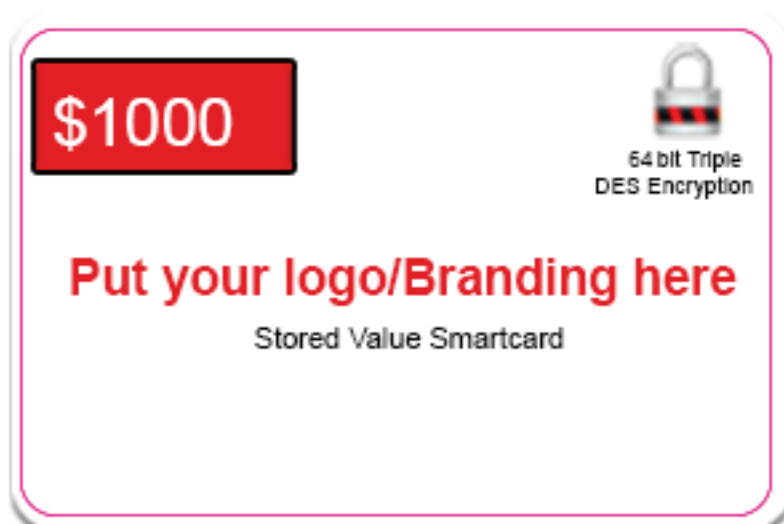 $1000
64 bit Triple
DES Encryption
Put your logo/Branding here
Stored Value Smartcard